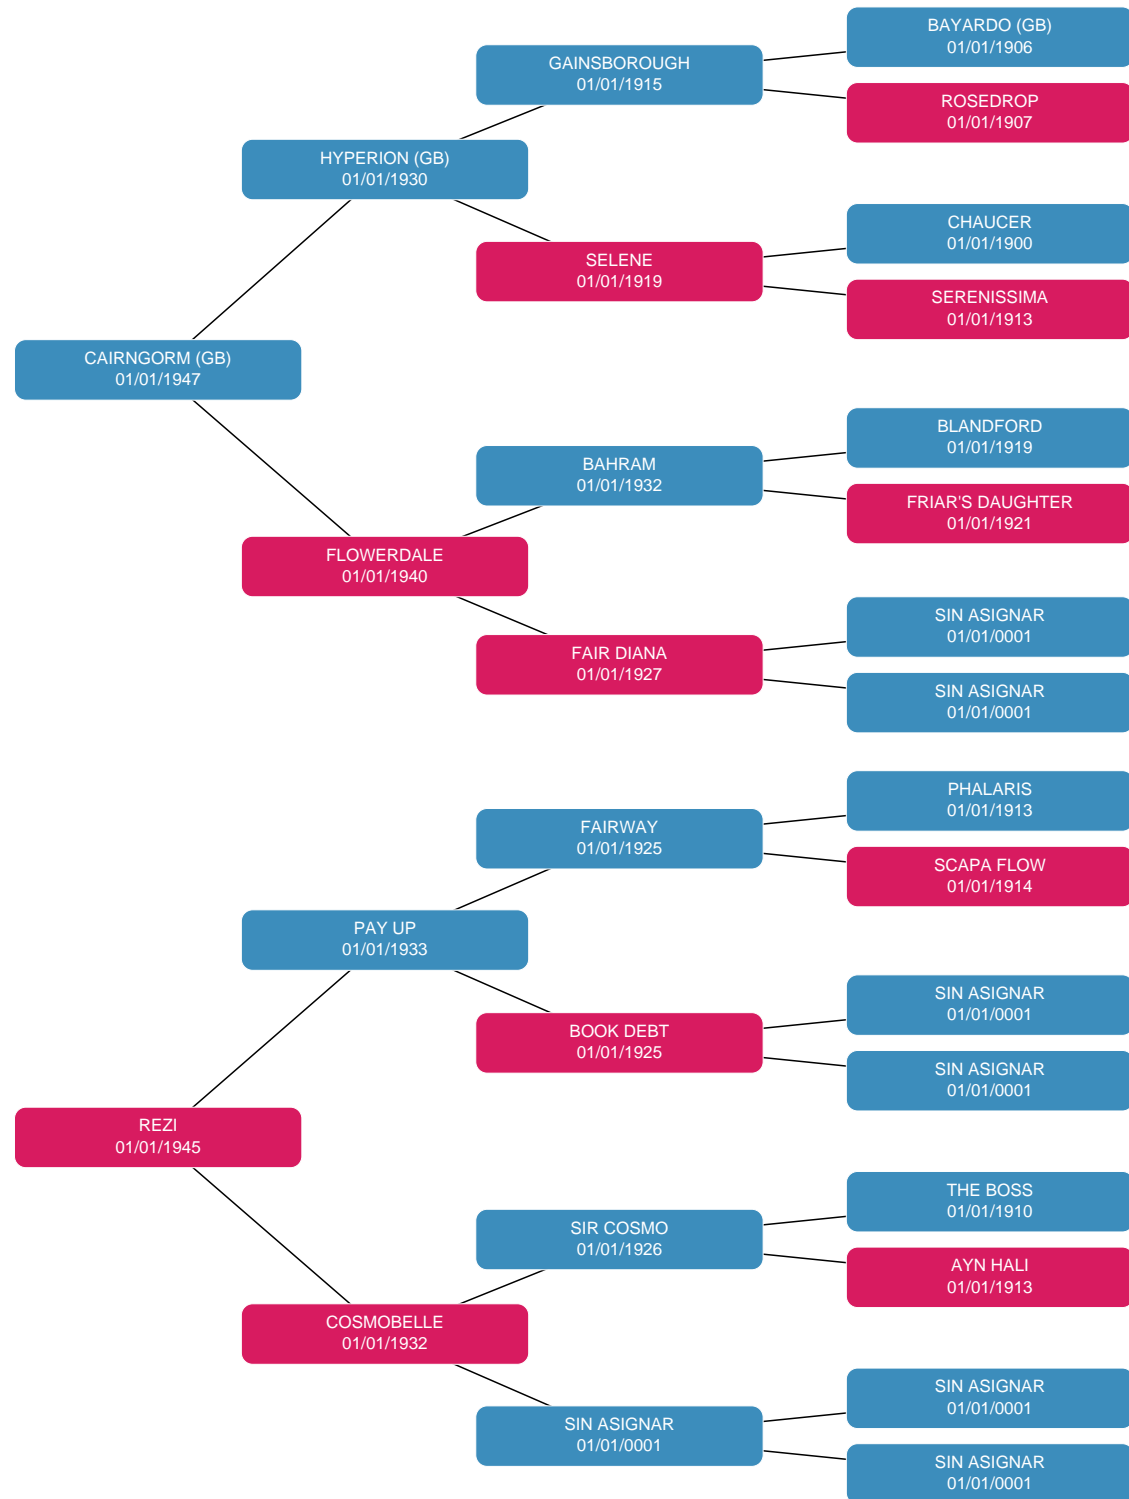 BAYARDO (GB)
01/01/1906
GAINSBOROUGH
01/01/1915
ROSEDROP
01/01/1907
HYPERION (GB)
01/01/1930
CHAUCER
01/01/1900
SELENE
01/01/1919
SERENISSIMA
01/01/1913
CAIRNGORM (GB)
01/01/1947
BLANDFORD
01/01/1919
BAHRAM
01/01/1932
FRIAR'S DAUGHTER
01/01/1921
FLOWERDALE
01/01/1940
SIN ASIGNAR
01/01/0001
FAIR DIANA
01/01/1927
SIN ASIGNAR
01/01/0001
PHALARIS
01/01/1913
FAIRWAY
01/01/1925
SCAPA FLOW
01/01/1914
PAY UP
01/01/1933
SIN ASIGNAR
01/01/0001
BOOK DEBT
01/01/1925
SIN ASIGNAR
01/01/0001
REZI
01/01/1945
THE BOSS
01/01/1910
SIR COSMO
01/01/1926
AYN HALI
01/01/1913
COSMOBELLE
01/01/1932
SIN ASIGNAR
01/01/0001
SIN ASIGNAR
01/01/0001
SIN ASIGNAR
01/01/0001